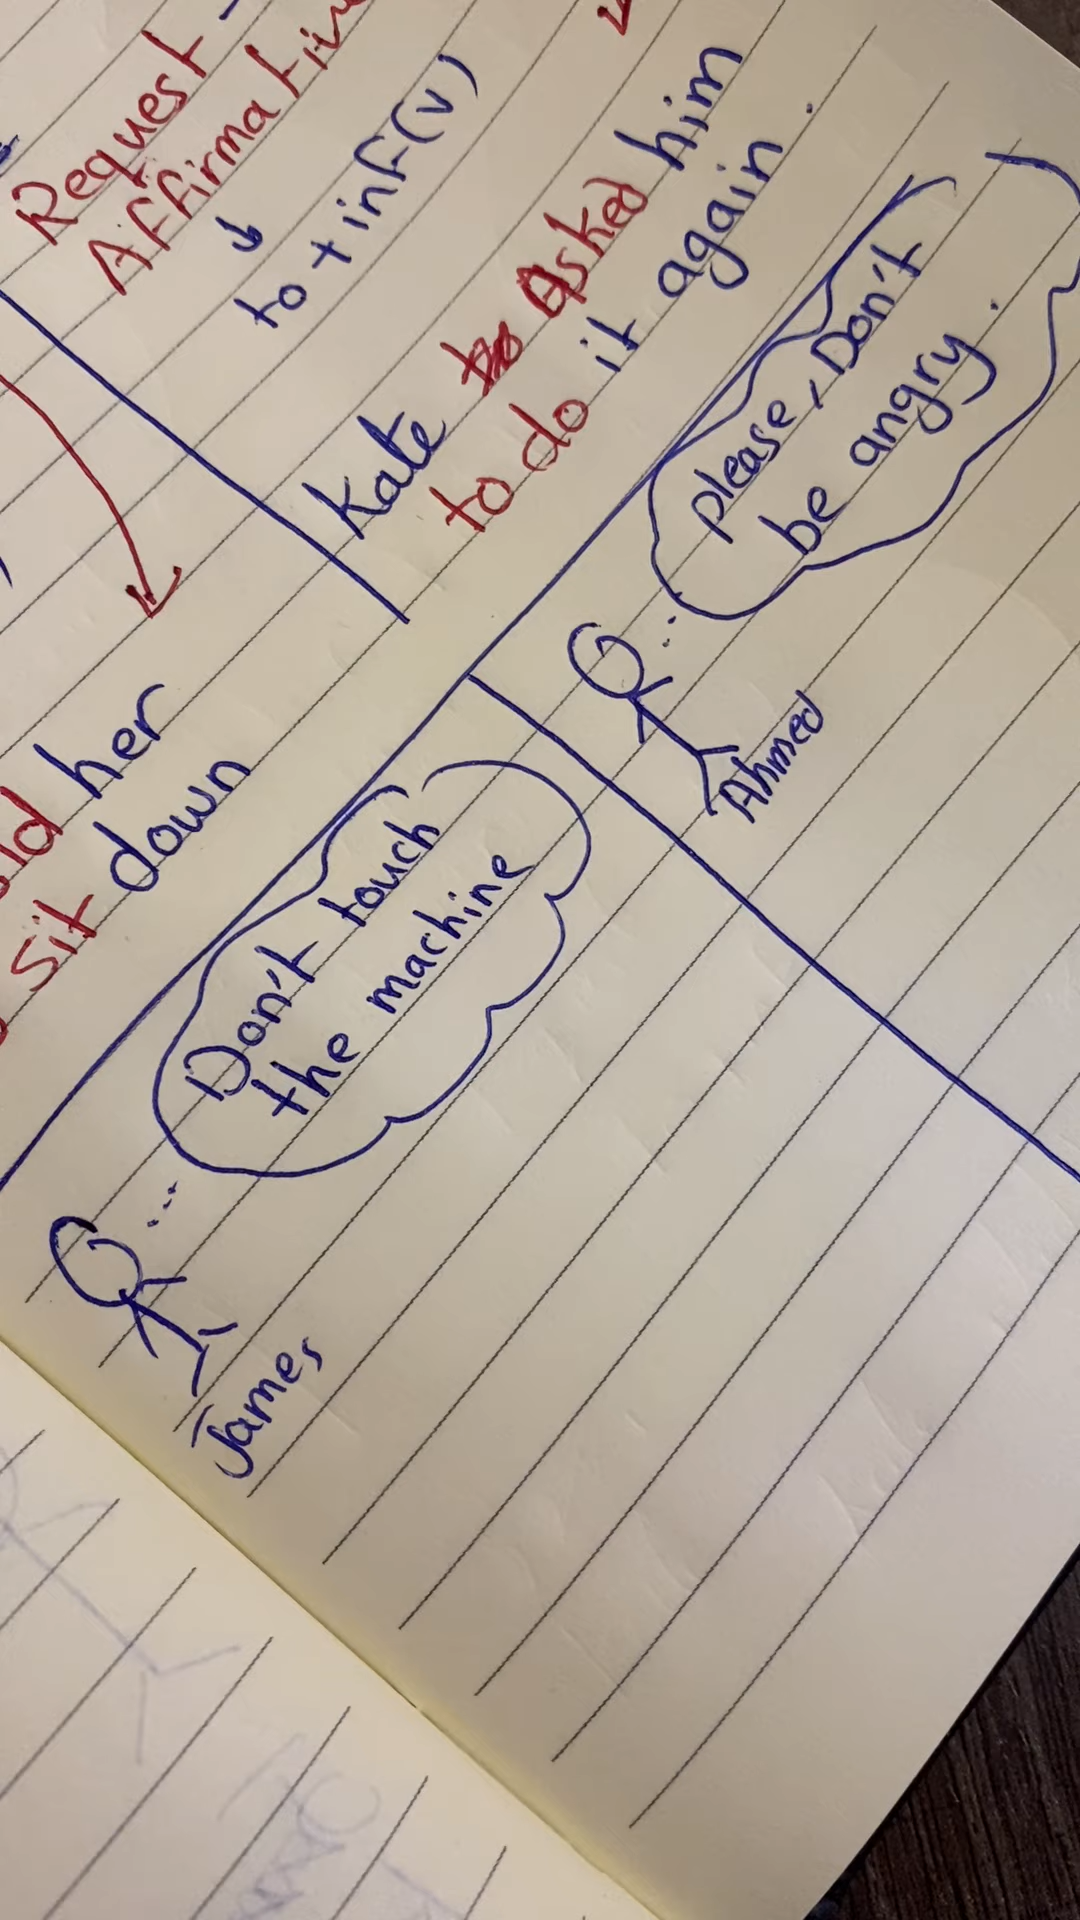 Request
Affirmative
to + inf(v)
Kate Asked him
to do it again.
her
sit down
please, Don't
be angry.
Ahmed
Don't touch
the machine
James